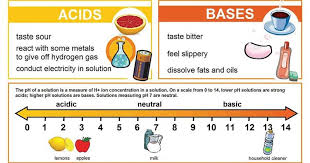 ACIDS
taste sour
react with some metals
to give off hydrogen gas
conduct electricity in solution
BASES
taste bitter
feel slippery
dissolve fats and oils
The pH of a solution is a measure of H+ ion concentration in a solution. On a scale from 0 to 14, lower pH solutions are strong
acids; higher pH solutions are bases. Solutions measuring pH 7 are neutral.
acidic neutral basic
0 1 2 3 4 5 6 7 8 9 10 11 12 13 14
lemons apples milk household cleaner